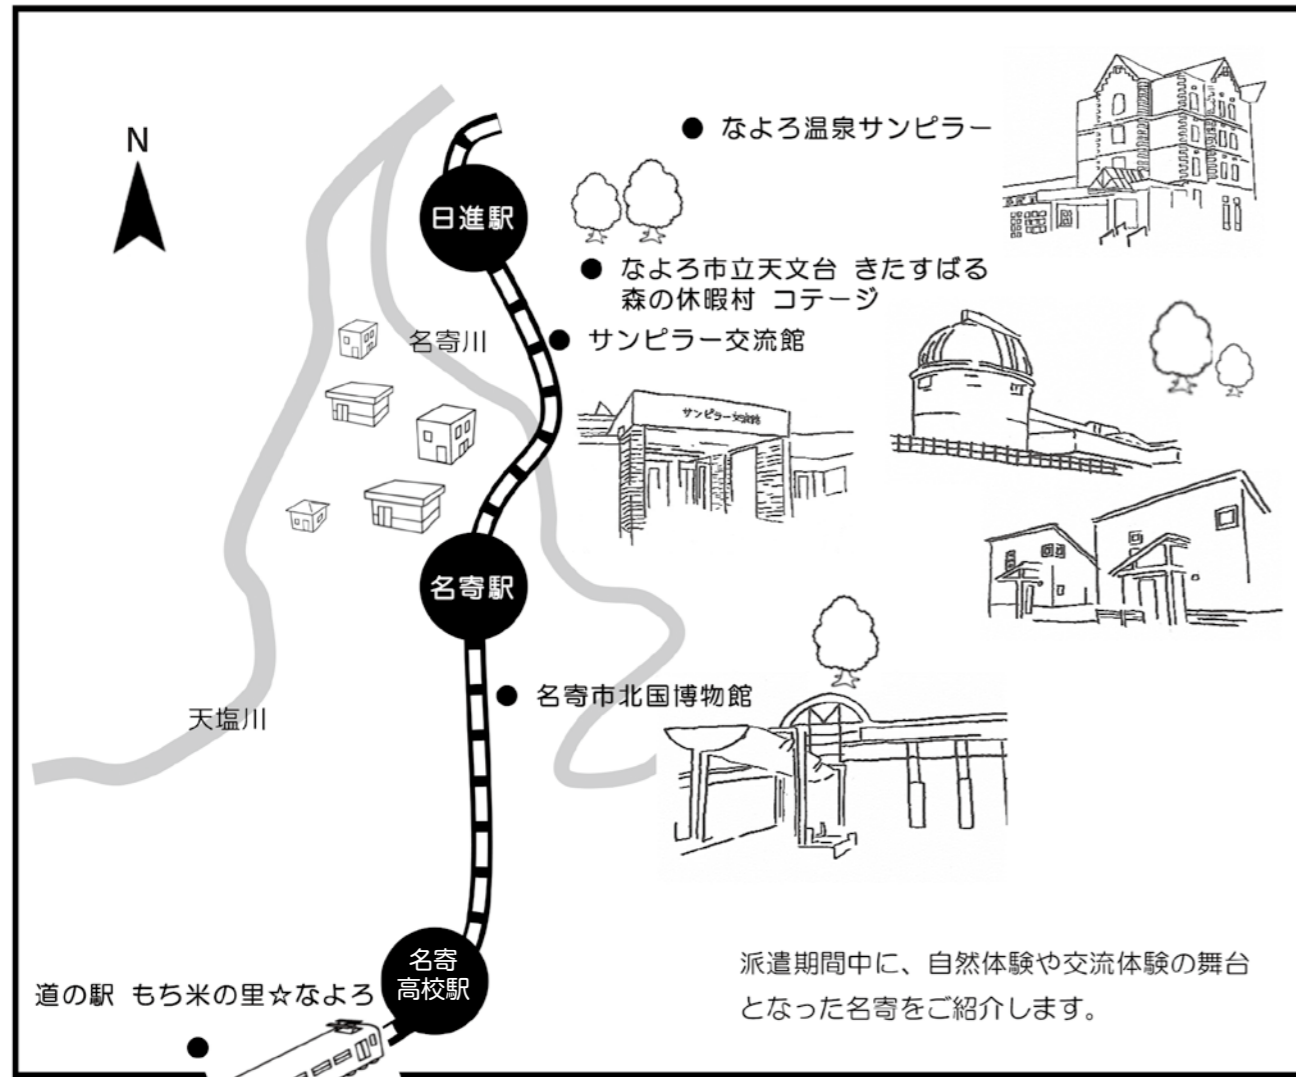 N
なよろ温泉サンピラー
日進駅
なよろ市立天文台 きたすばる
森の休暇村 コテージ
名寄川
サンピラー交流館
サンピラー交流館
名寄駅
名寄市北国博物館
天塩川
名寄
高校駅
道の駅 もち米の里☆なよろ
派遣期間中に、自然体験や交流体験の舞台
となった名寄をご紹介します。